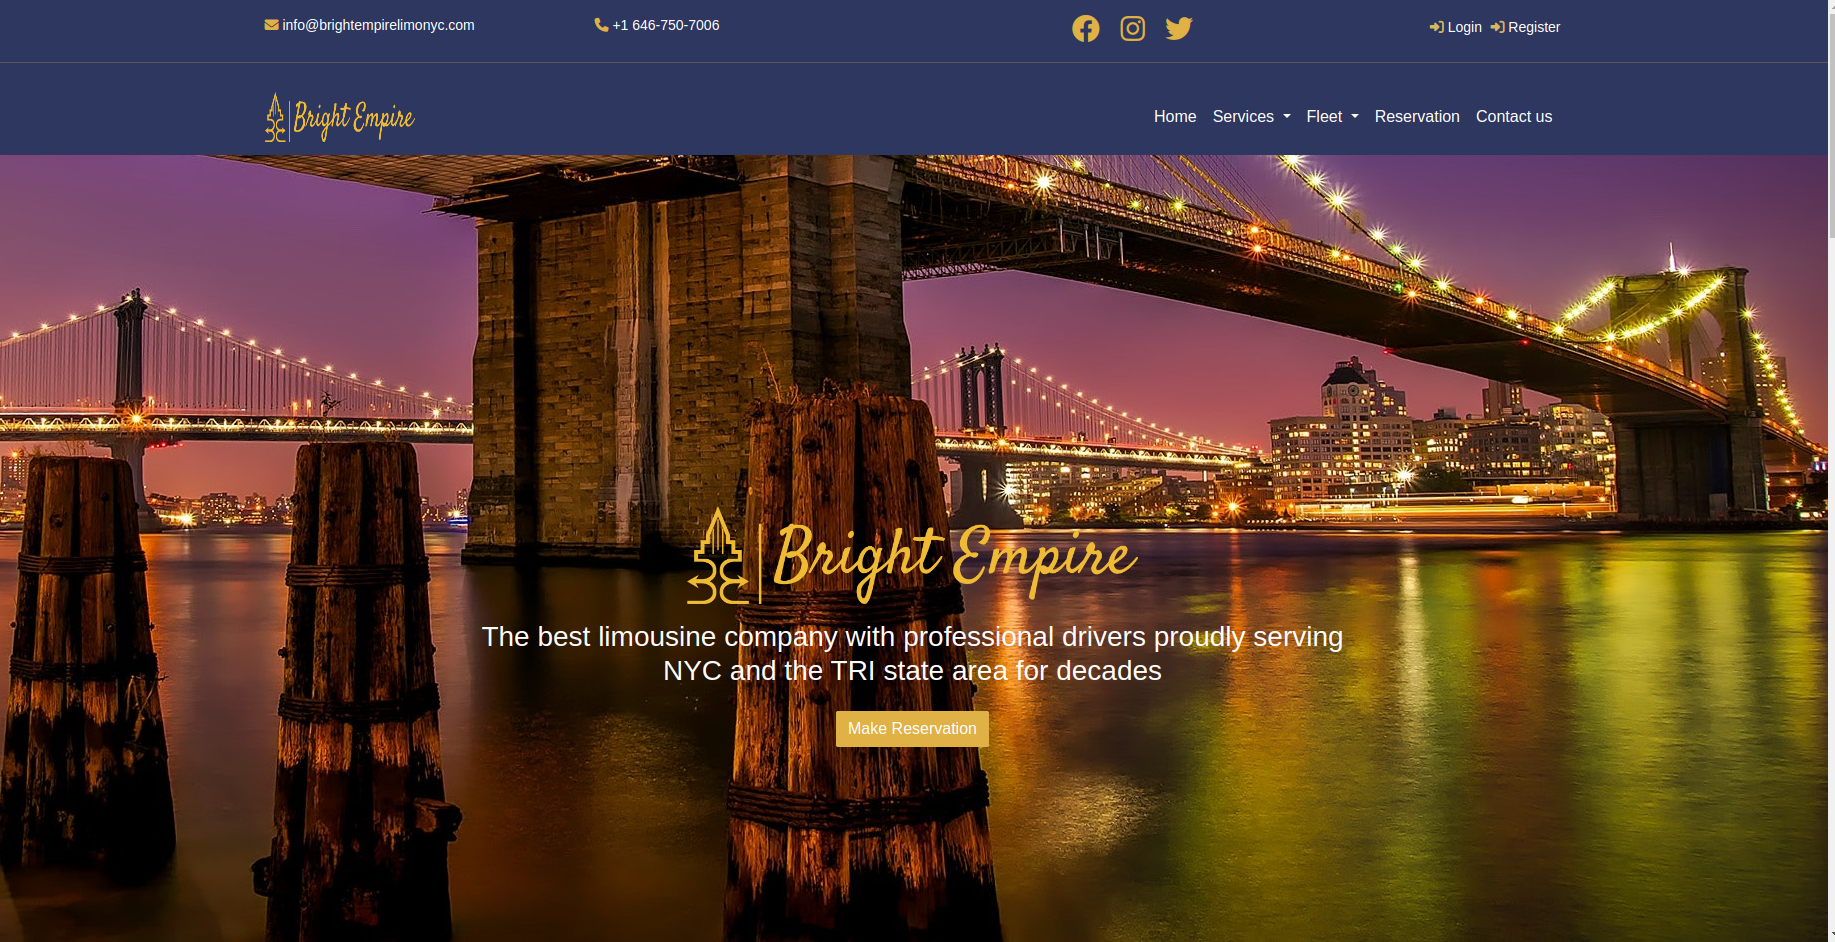 info@brightempirelimonyc.com
+1 646-750-7006
Login
Register
Bright Empire
Home
Services
Fleet
Reservation
Contact us
Bright Empire
The best limousine company with professional drivers proudly serving
NYC and the TRI state area for decades
Make Reservation